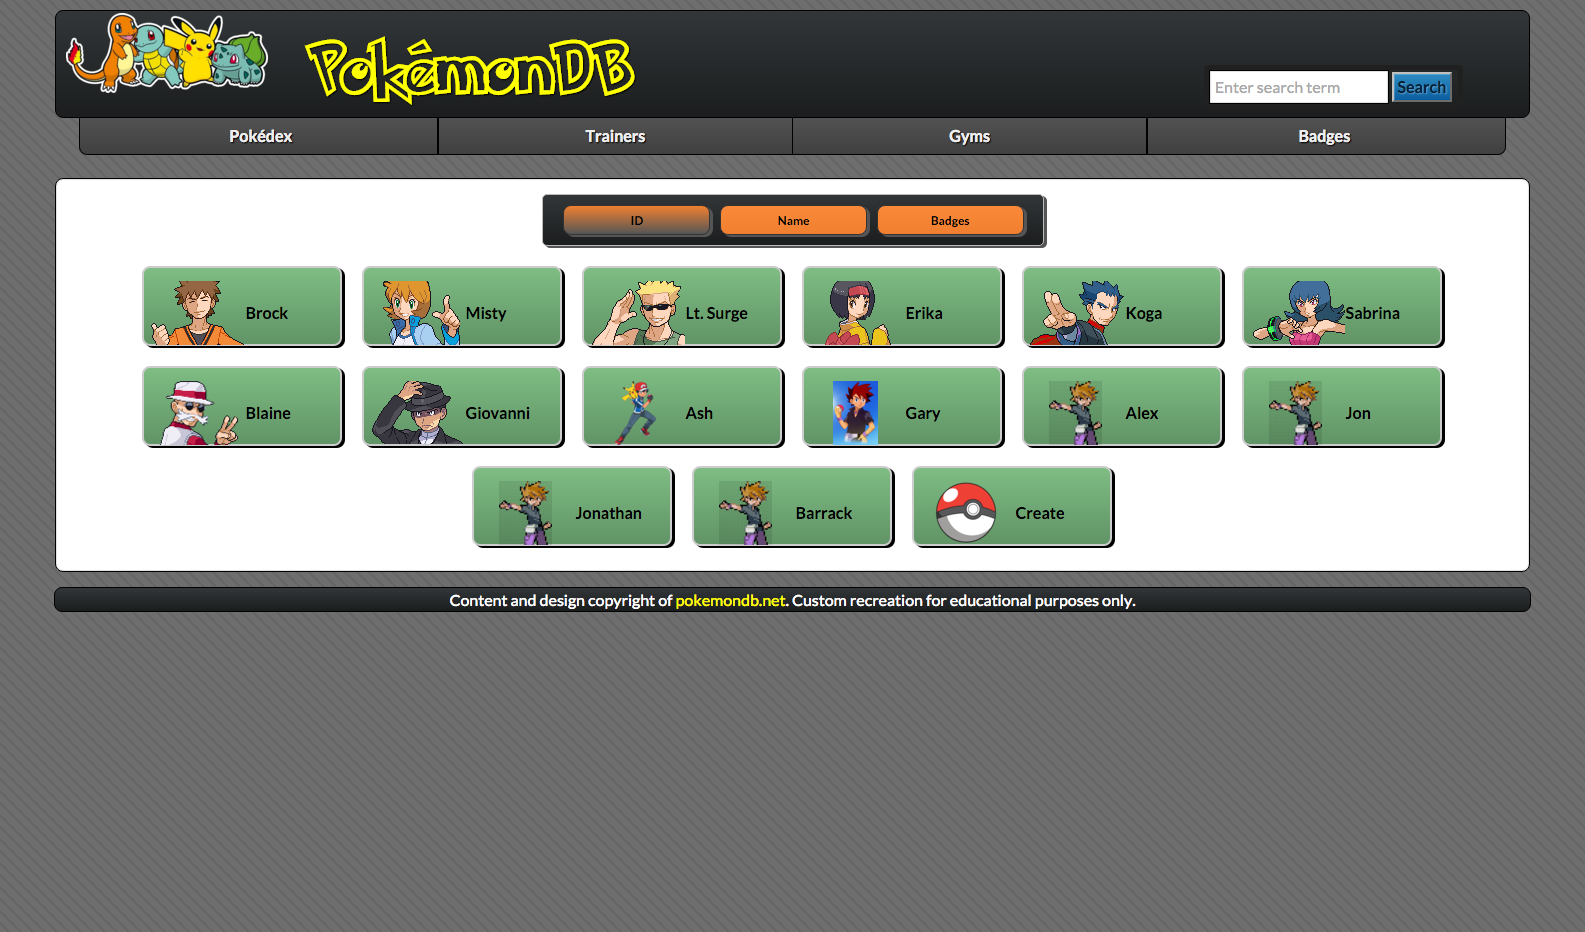 PokémonDB
Enter search term Search
Pokédex Trainers Gyms Badges
ID Name Badges
Brock Misty Lt. Surge Erika Koga Sabrina
Blaine Giovanni Ash Gary Alex Jon
Jonathan Barrack Create
Content and design copyright of pokemondb.net. Custom recreation for educational purposes only.